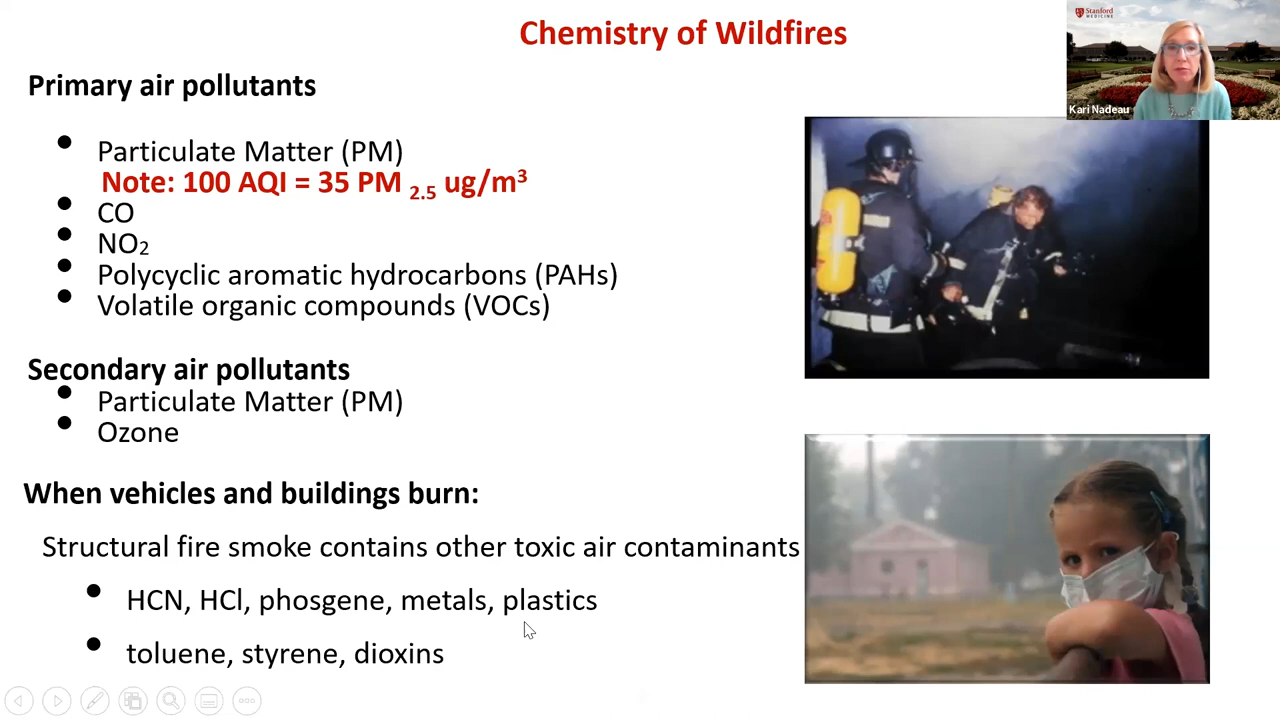 Chemistry of Wildfires
Stanford
MEDICINE
Kari Nadeau
Primary air pollutants
• Particulate Matter (PM)
Note: 100 AQI = 35 PM 2.5 ug/m³
• CO
• NO₂
• Polycyclic aromatic hydrocarbons (PAHs)
• Volatile organic compounds (VOCs)
Secondary air pollutants
• Particulate Matter (PM)
• Ozone
When vehicles and buildings burn:
Structural fire smoke contains other toxic air contaminants
• HCN, HCl, phosgene, metals, plastics
• toluene, styrene, dioxins